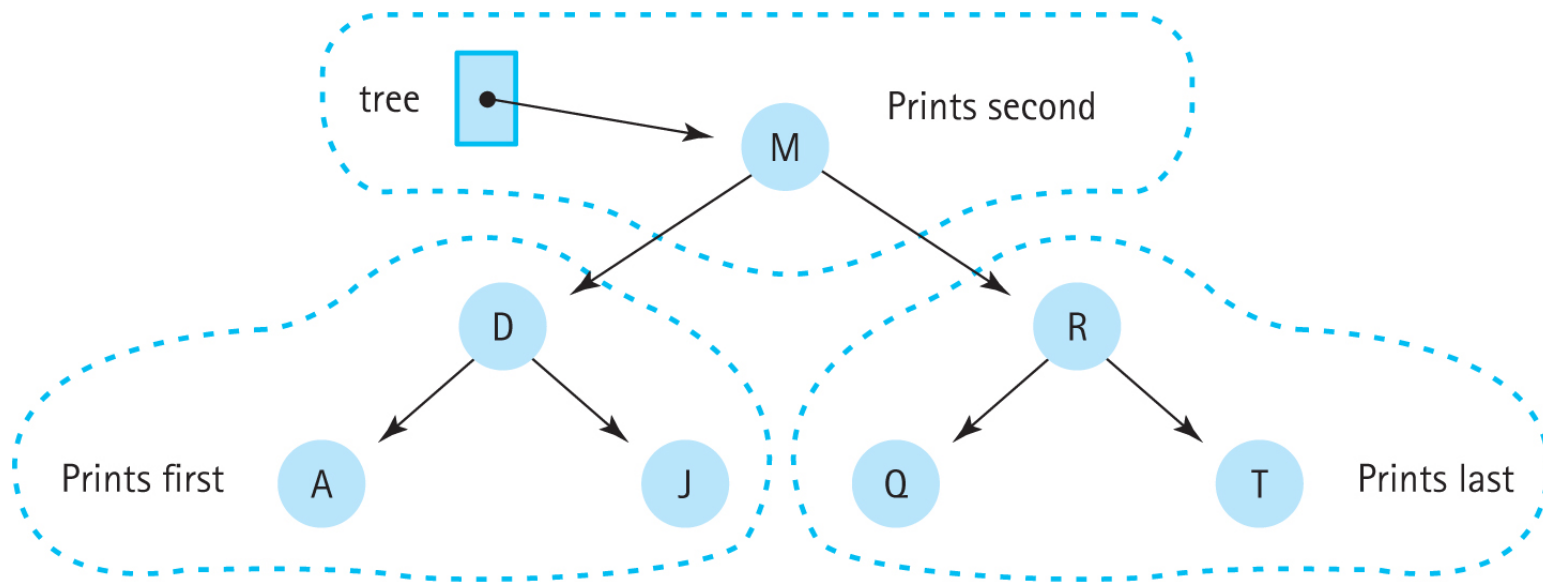 tree
M
Prints second
D
R
Prints first
A
J
Q
T
Prints last